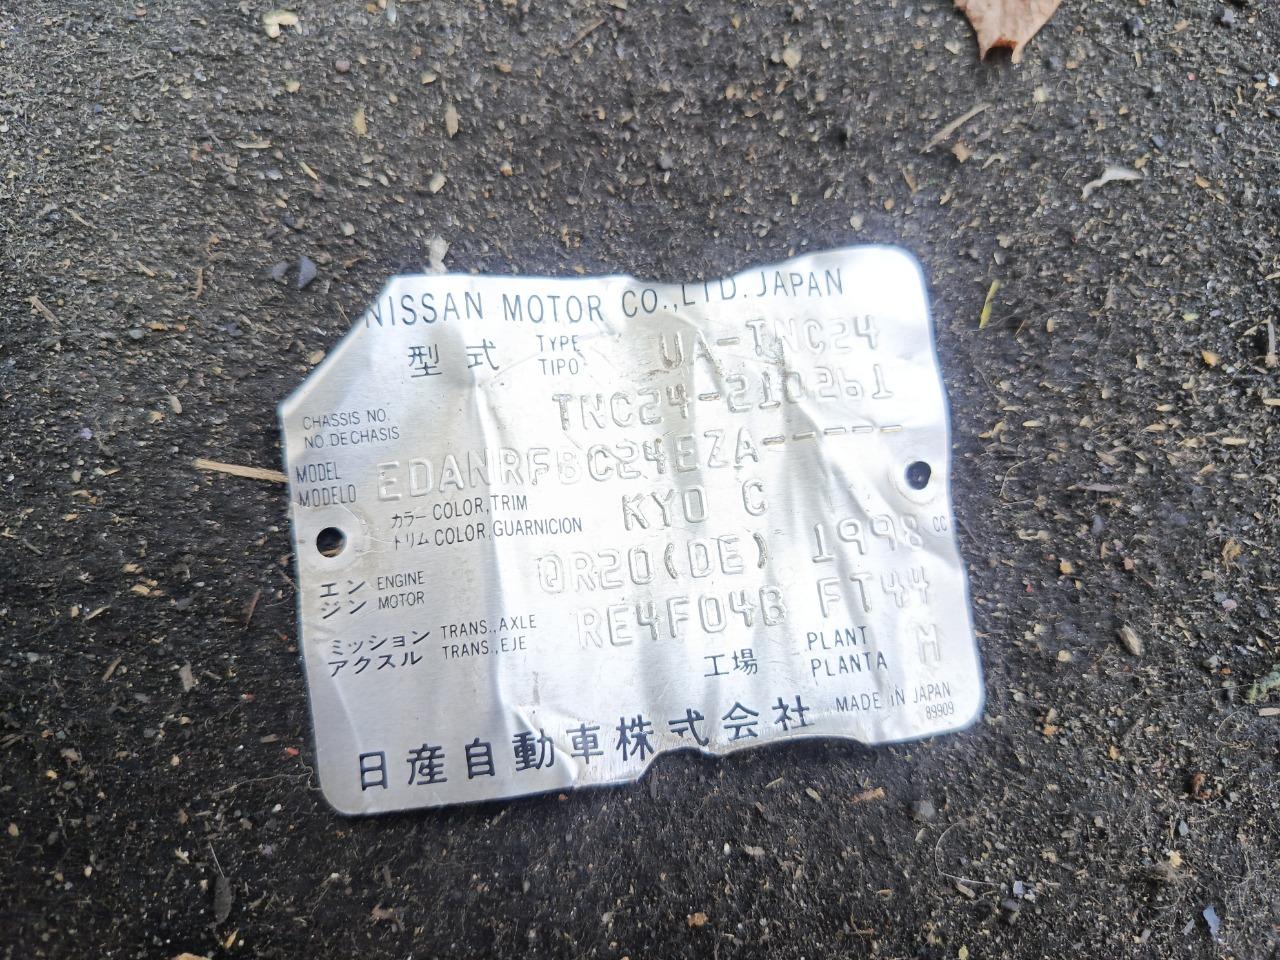 NISSAN MOTOR CO.,LTD. JAPAN
型式 TYPE TIPO UA-TNC24
CHASSIS NO. NO.DE CHASIS TNC24-210261
MODEL MODELO EDANRFBC24EZA-----
カラー COLOR,TRIM トリム COLOR,GUARNICION KY0 C
エンジン ENGINE MOTOR QR20(DE) 1998 CC
ミッション TRANS.,AXLE アクスル TRANS.,EJE RE4F04B FT44
工場 PLANT PLANTA M
日産自動車株式会社 MADE IN JAPAN
89909